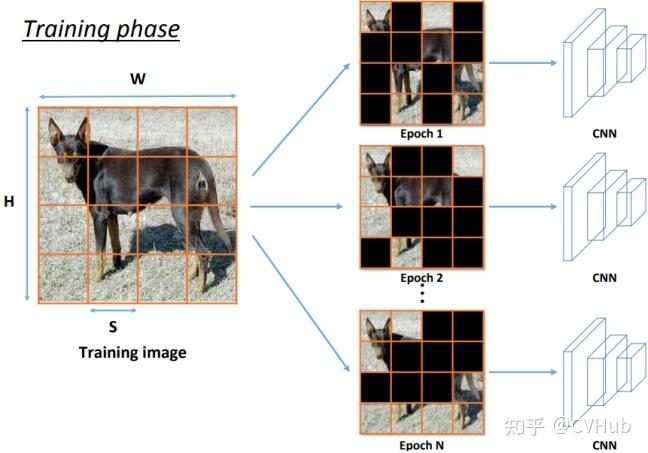 Training phase
W
H
S
Training image
Epoch 1
CNN
Epoch 2
CNN
Epoch N
CNN
知乎 @CVHub